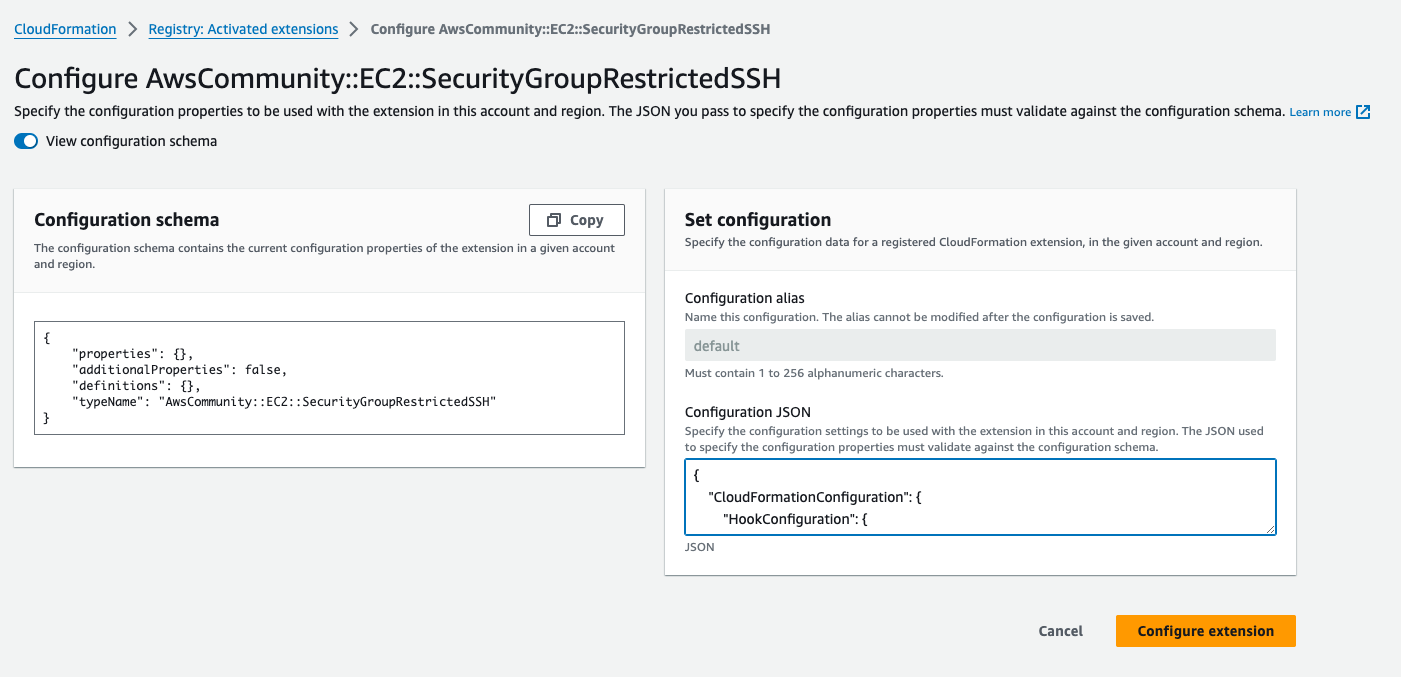 CloudFormation > Registry: Activated extensions > Configure AwsCommunity::EC2::SecurityGroupRestrictedSSH
Configure AwsCommunity::EC2::SecurityGroupRestrictedSSH
Specify the configuration properties to be used with the extension in this account and region. The JSON you pass to specify the configuration properties must validate against the configuration schema. Learn more
View configuration schema
Configuration schema
Copy
The configuration schema contains the current configuration properties of the extension in a given account
and region.
{
    "properties": {},
    "additionalProperties": false,
    "definitions": {},
    "typeName": "AwsCommunity::EC2::SecurityGroupRestrictedSSH"
}
Set configuration
Specify the configuration data for a registered CloudFormation extension, in the given account and region.
Configuration alias
Name this configuration. The alias cannot be modified after the configuration is saved.
default
Must contain 1 to 256 alphanumeric characters.
Configuration JSON
Specify the configuration settings to be used with the extension in this account and region. The JSON used
to specify the configuration properties must validate against the configuration schema.
{
    "CloudFormationConfiguration": {
        "HookConfiguration": {
JSON
Cancel
Configure extension